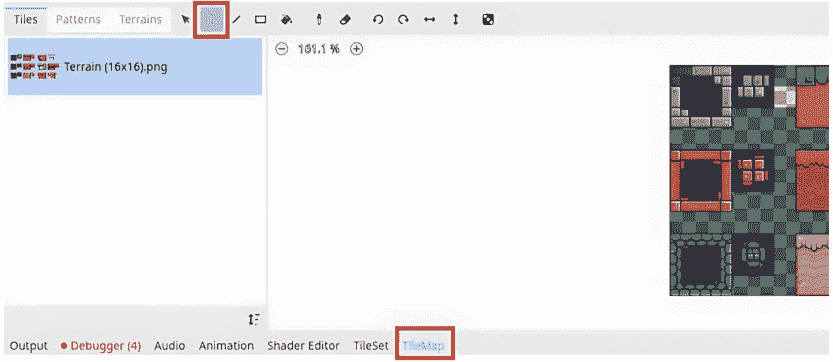 Tiles Patterns Terrains
161.1 %
Terrain (16x16).png
Output Debugger (4) Audio Animation Shader Editor TileSet TileMap